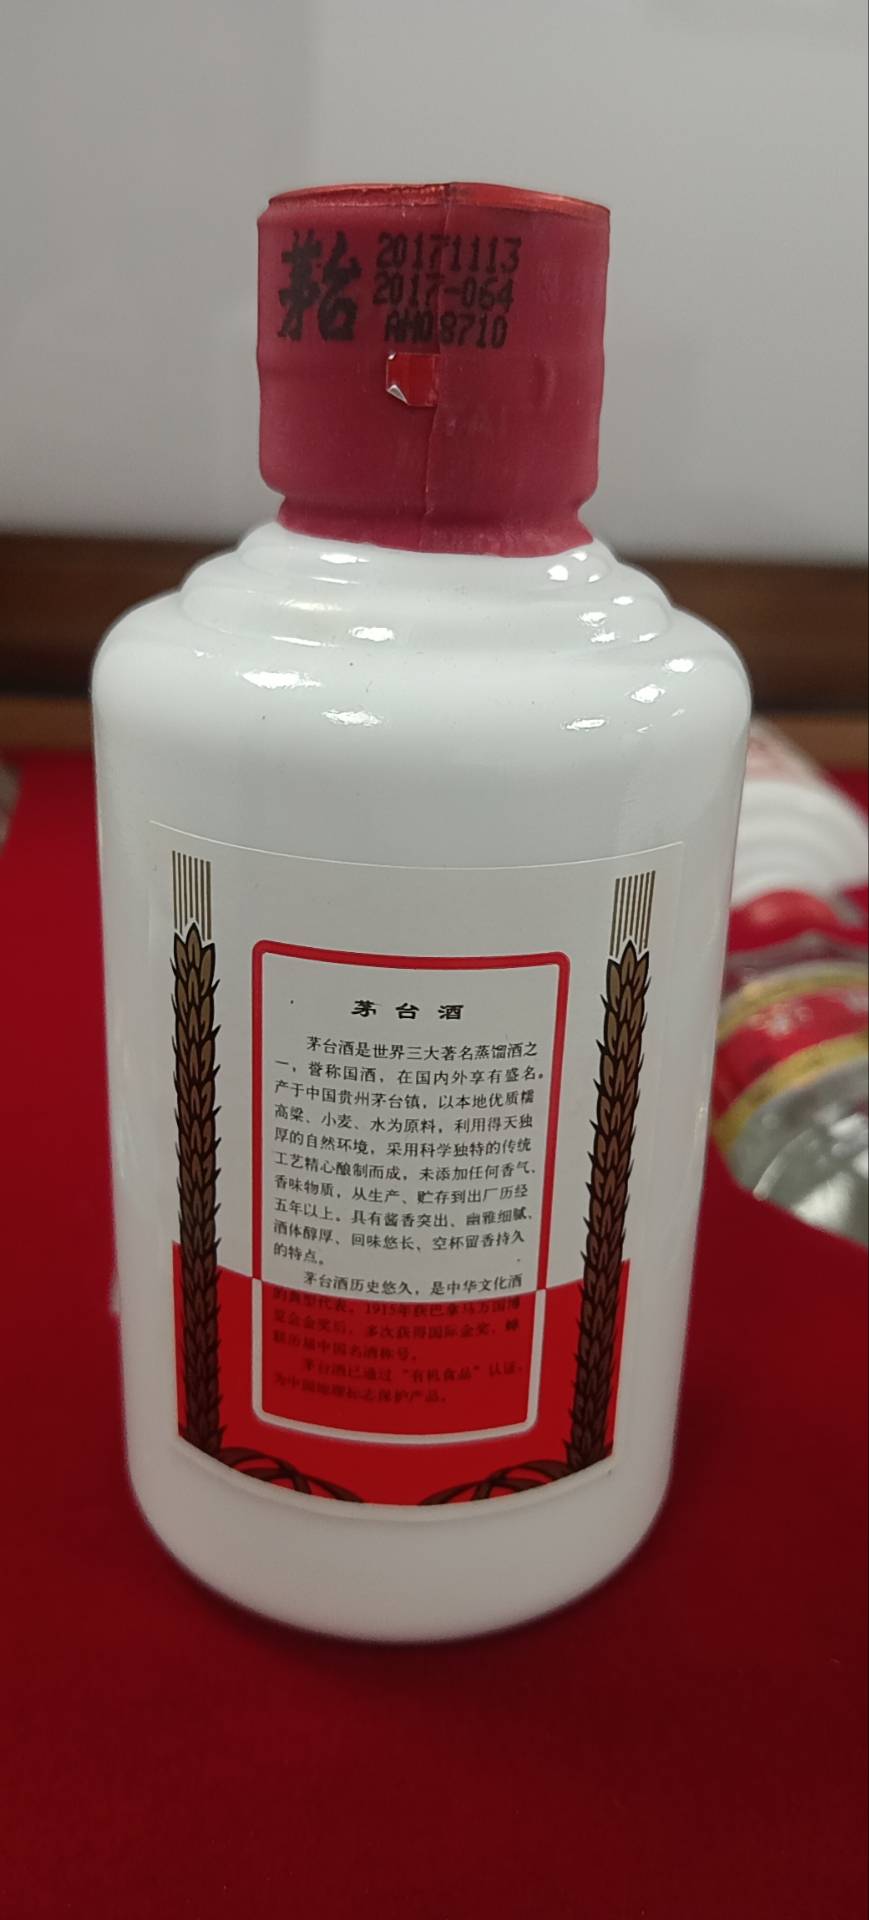 茅台
20171113
2017-064
AH08710
茅台酒
茅台酒是世界三大著名蒸馏酒之
一，誉称国酒，在国内外享有盛名。
产于中国贵州茅台镇，以本地优质糯
高粱、小麦、水为原料，利用得天独
厚的自然环境，采用科学独特的传统
工艺精心酿制而成，未添加任何香气、
香味物质，从生产、贮存到出厂历经
五年以上。具有酱香突出、幽雅细腻、
酒体醇厚、回味悠长、空杯留香持久
的特点。
茅台酒历史悠久，是中华文化酒
的典型代表。1915年获巴拿马万国博
览会金奖后，多次获得国际金奖、蝉
联历届中国名酒称号。
茅台酒已通过“有机食品”认证，
为中国地理标志保护产品。